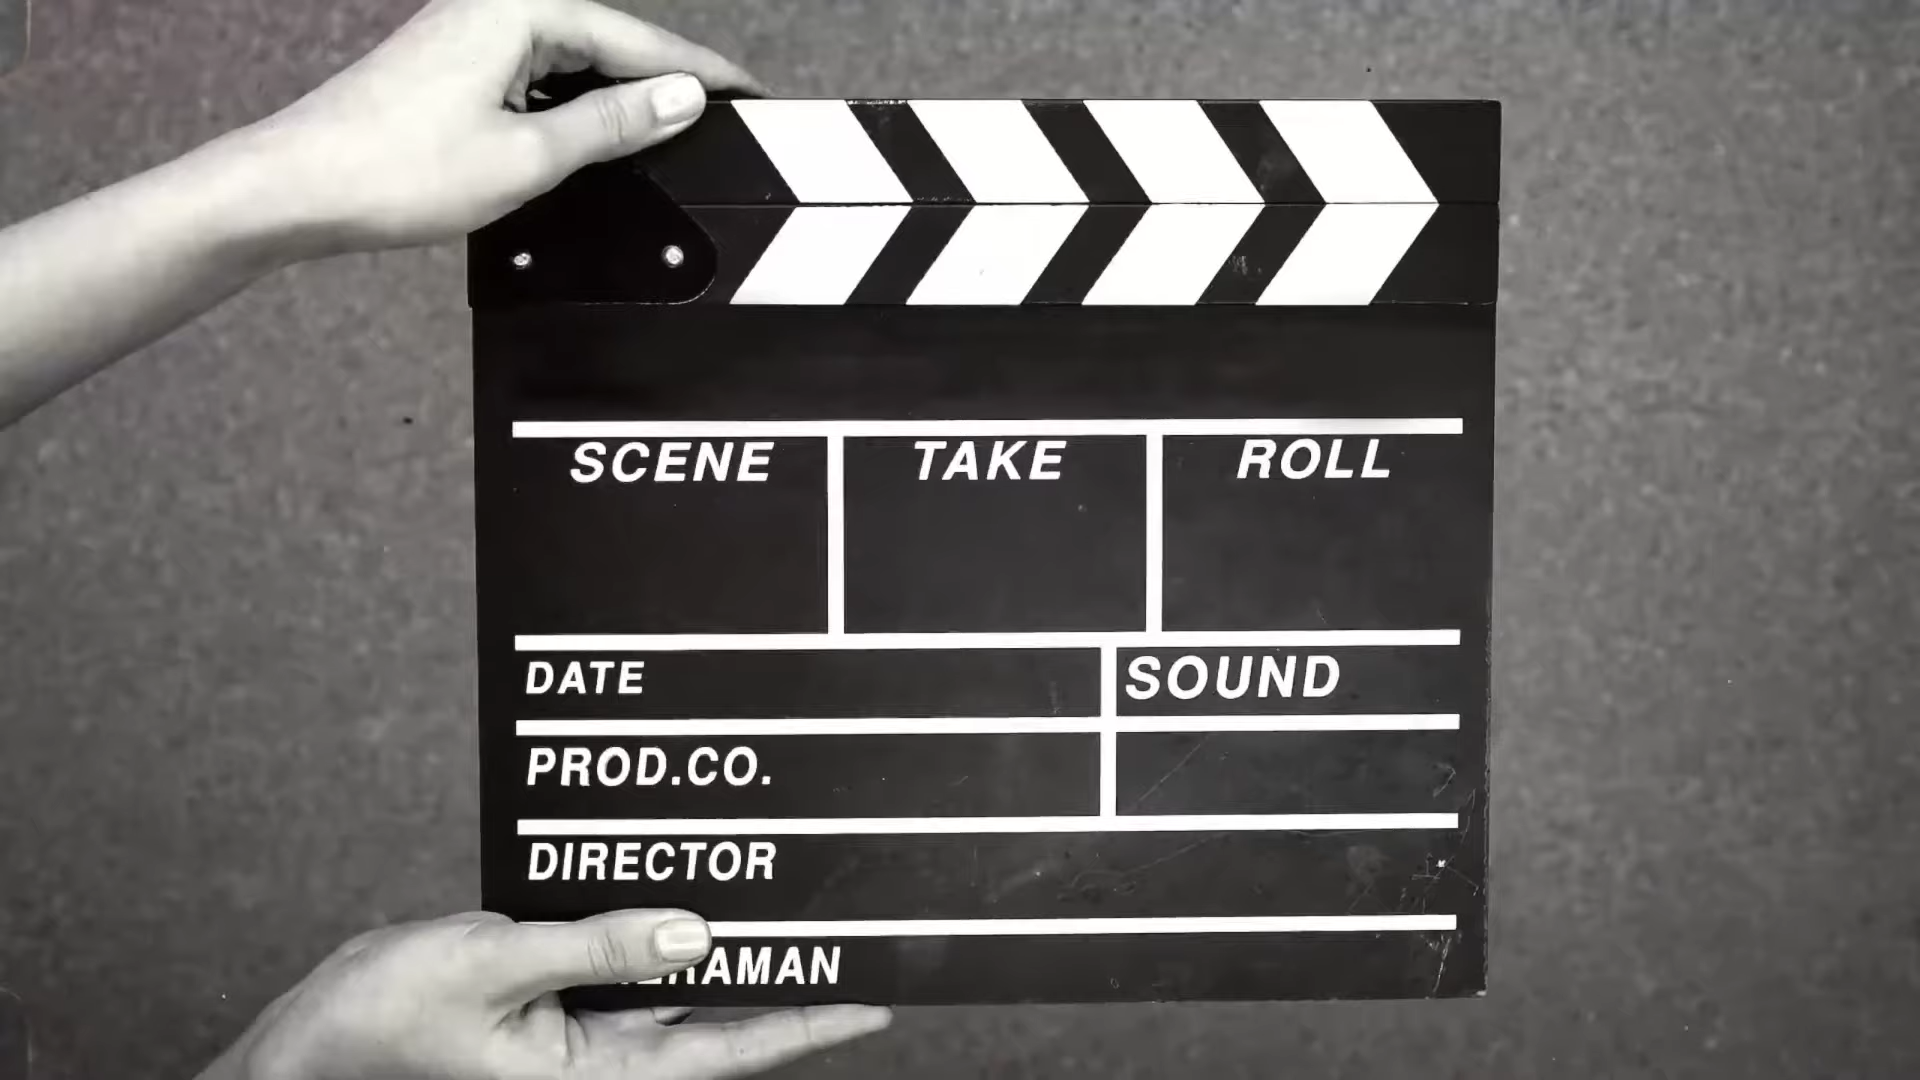 SCENE TAKE ROLL
DATE SOUND
PROD.CO.
DIRECTOR